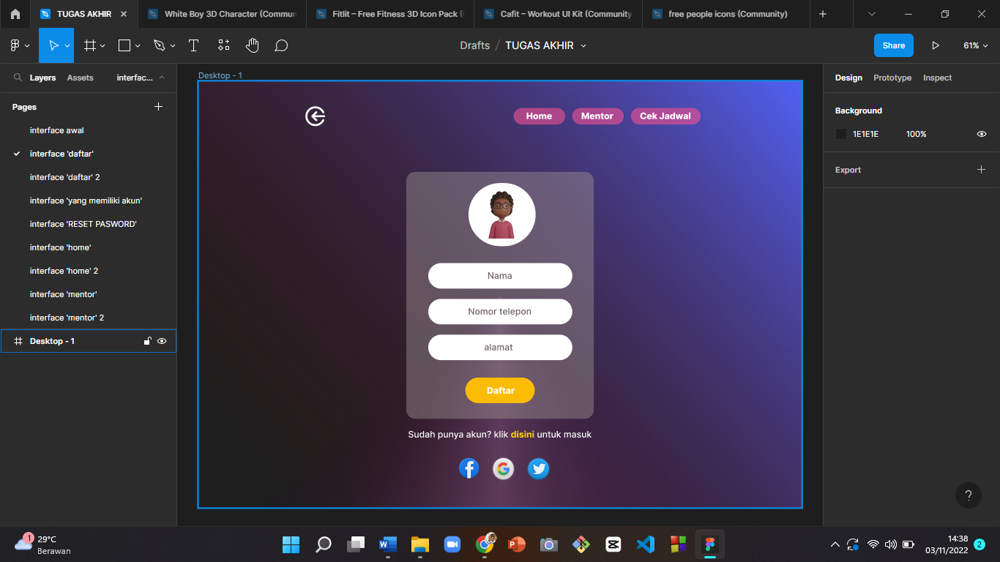 TUGAS AKHIR
White Boy 3D Character (Commun
Fitlit – Free Fitness 3D Icon Pack (
Cafit – Workout UI Kit (Community
free people icons (Community)
Drafts / TUGAS AKHIR
Share
61%
Layers
Assets
interfac...
Design
Prototype
Inspect
Pages
interface awal
interface 'daftar'
interface 'daftar' 2
interface 'yang memiliki akun'
interface 'RESET PASWORD'
interface 'home'
interface 'home' 2
interface 'mentor'
interface 'mentor' 2
Desktop - 1
Desktop - 1
Home
Mentor
Cek Jadwal
Nama
Nomor telepon
alamat
Daftar
Sudah punya akun? klik disini untuk masuk
Background
1E1E1E
100%
Export
?
1
29°C
Berawan
14:38
03/11/2022
2